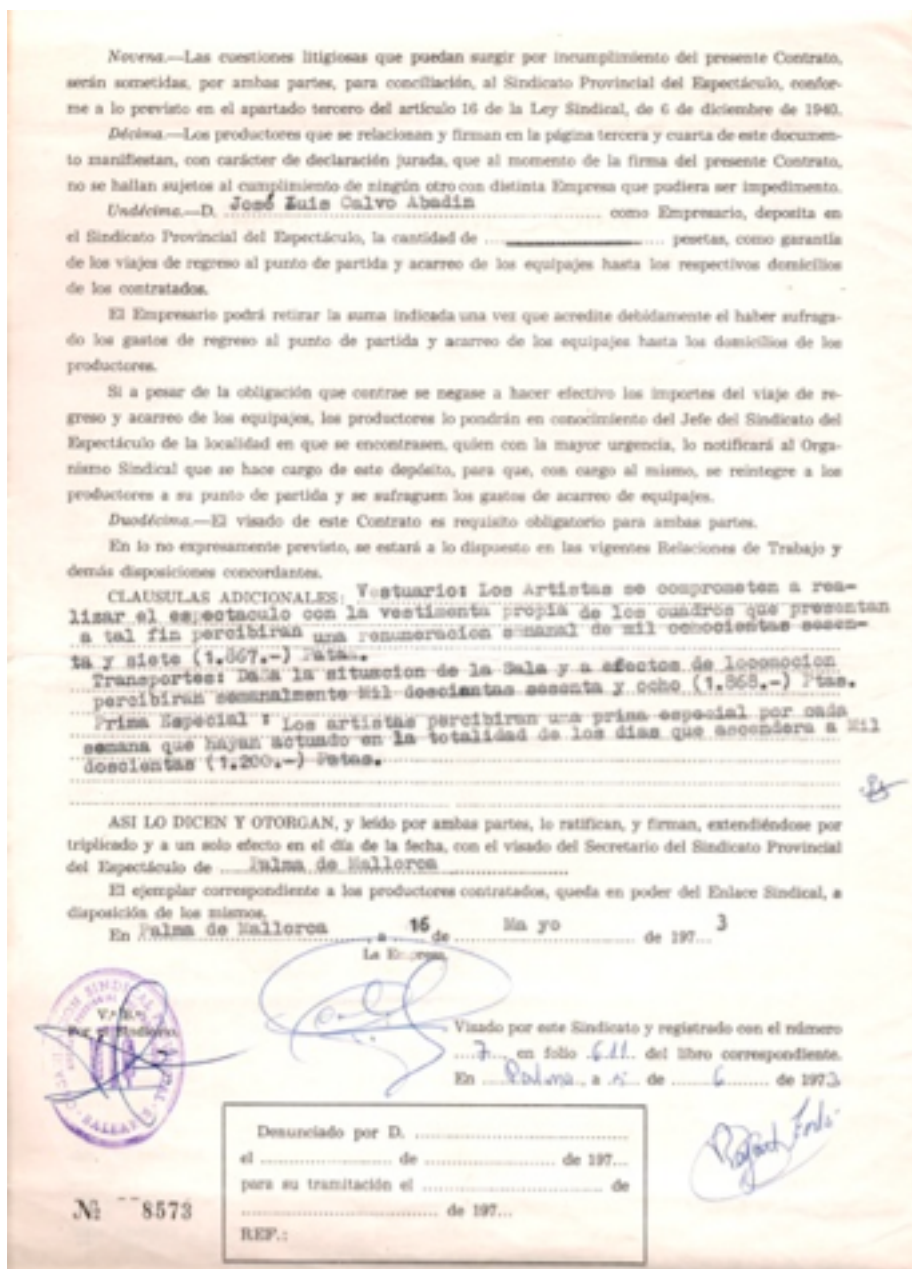 Novena.—Las cuestiones litigiosas que puedan surgir por incumplimiento del presente Contrato,
serán sometidas, por ambas partes, para conciliación, al Sindicato Provincial del Espectáculo, confor-
me a lo previsto en el apartado tercero del artículo 16 de la Ley Sindical, de 6 de diciembre de 1940.
Décima.—Los productores que se relacionan y firman en la página tercera y cuarta de este documen-
to manifiestan, con carácter de declaración jurada, que al momento de la firma del presente Contrato,
no se hallan sujetos al cumplimiento de ningún otro con distinta Empresa que pudiera ser impedimento.
Undécima.—D. José Luis Calvo Abadin como Empresario, deposita en
el Sindicato Provincial del Espectáculo, la cantidad de ........ pesetas, como garantía
de los viajes de regreso al punto de partida y acarreo de los equipajes hasta los respectivos domicilios
de los contratados.
El Empresario podrá retirar la suma indicada una vez que acredite debidamente el haber sufraga-
do los gastos de regreso al punto de partida y acarreo de los equipajes hasta los domicilios de los
productores.
Si a pesar de la obligación que contrae se negase a hacer efectivo los importes del viaje de re-
greso y acarreo de los equipajes, los productores lo pondrán en conocimiento del Jefe del Sindicato del
Espectáculo de la localidad en que se encontrasen, quien con la mayor urgencia, lo notificará al Orga-
nismo Sindical que se hace cargo de este depósito, para que, con cargo al mismo, se reintegre a los
productores a su punto de partida y se sufraguen los gastos de acarreo de equipajes.
Duodécima.—El visado de este Contrato es requisito obligatorio para ambas partes.
En lo no expresamente previsto, se estará a lo dispuesto en las vigentes Relaciones de Trabajo y
demás disposiciones concordantes.
CLAUSULAS ADICIONALES: Vestuario: Los Artistas se comprometen a rea-
lizar el espectaculo con la vestimenta propia de los cuadros que presentan
a tal fin percibiran una remuneracion semanal de mil ochocientas sesen-
ta y siete (1.867.-) Pstas.
Transportes: Dada la situacion de la Sala y a efectos de locomocion
percibiran semanalmente Mil doscientas sesenta y ocho (1.868.-) Ptas.
Prima Especial : Los artistas percibiran una prima especial por cada
semana que hayan actuado en la totalidad de los dias que ascendera a Mil
doscientas (1.200.-) Pstas.
ASI LO DICEN Y OTORGAN, y leído por ambas partes, lo ratifican, y firman, extendiéndose por
triplicado y a un solo efecto en el día de la fecha, con el visado del Secretario del Sindicato Provincial
del Espectáculo de Palma de Mallorca
El ejemplar correspondiente a los productores contratados, queda en poder del Enlace Sindical, a
disposición de los mismos.
En Palma de Mallorca, a 16 de Ma yo de 197...3
La Empresa,
V.º B.º
Por el Sindicato
SINDICAL
BALEARES
Visado por este Sindicato y registrado con el número
7 en folio 611 del libro correspondiente.
En Palma, a de 6 de 1973
Denunciado por D. ........
el ........ de ........ de 197...
para su tramitación el ........ de
........ de 197...
REF.:
Nº 8573